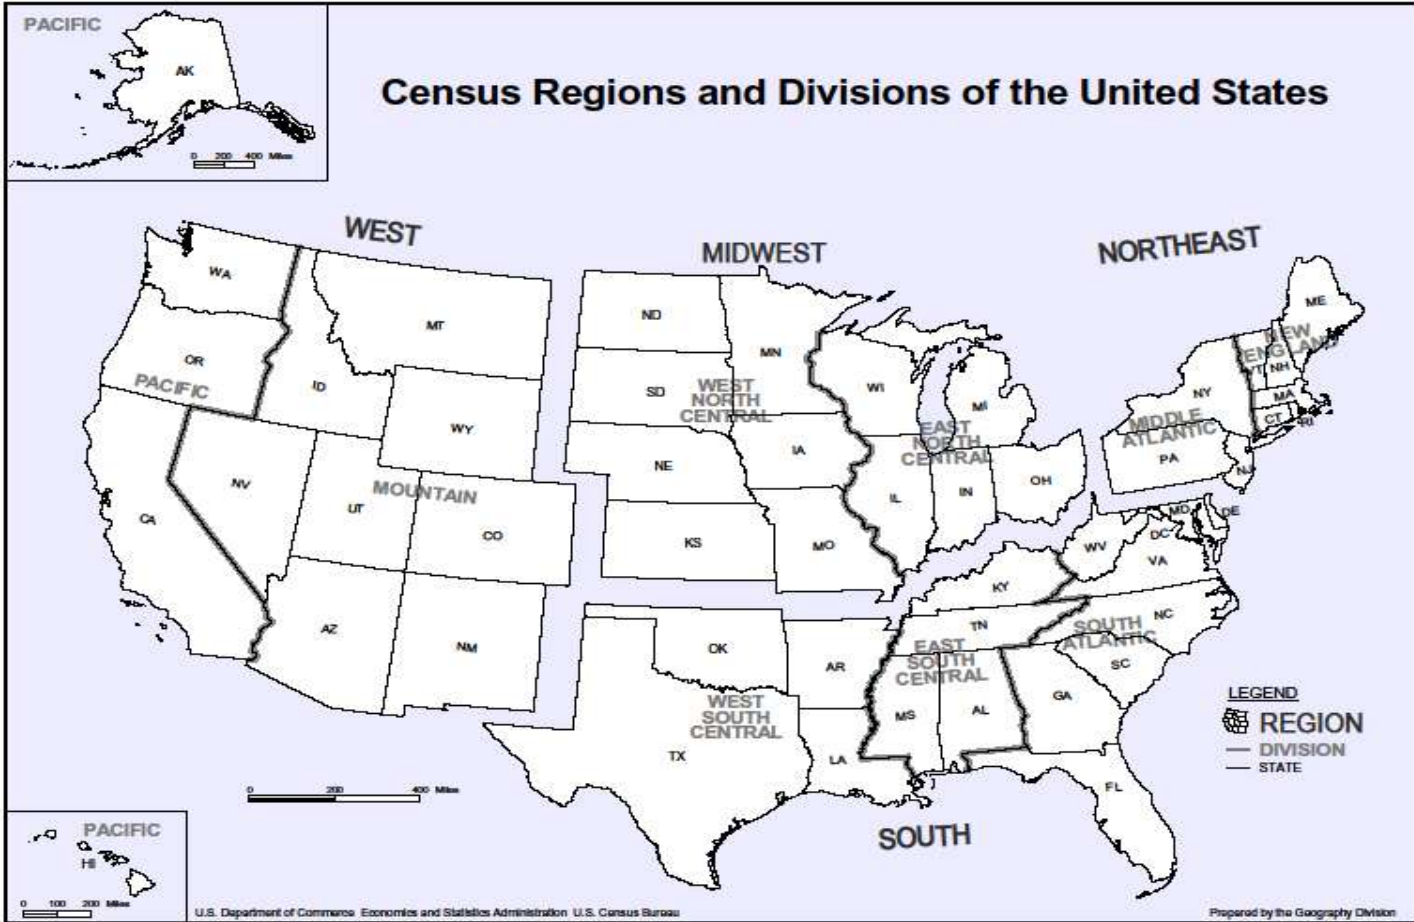 PACIFIC
AK
0 200 400 Miles
Census Regions and Divisions of the United States
WEST
MIDWEST
NORTHEAST
WA
MT
ND
MN
ME
OR
ID
SD
WI
MI
NY
VT
NH
NEW
ENGLAND
PACIFIC
WEST
NORTH
CENTRAL
MA
CT
RI
WY
IA
EAST
NORTH
CENTRAL
MIDDLE
ATLANTIC
PA
NJ
NV
UT
MOUNTAIN
NE
IL
IN
OH
CA
CO
KS
MO
WV
MD
DE
DC
VA
KY
AZ
NM
OK
AR
TN
NC
SOUTH
ATLANTIC
EAST
SOUTH
CENTRAL
SC
WEST
SOUTH
CENTRAL
MS
AL
GA
TX
LA
FL
LEGEND
REGION
DIVISION
STATE
0 200 400 Miles
SOUTH
PACIFIC
HI
0 100 200 Miles
U.S. Department of Commerce Economics and Statistics Administration U.S. Census Bureau
Prepared by the Geography Division